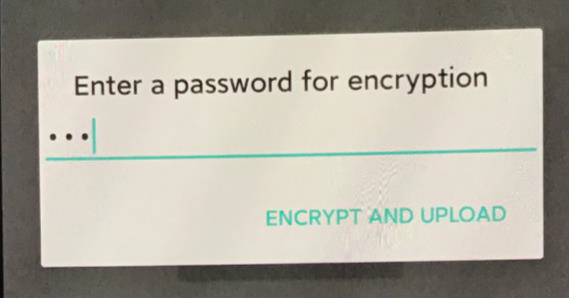 Enter a password for encryption
•••
ENCRYPT AND UPLOAD